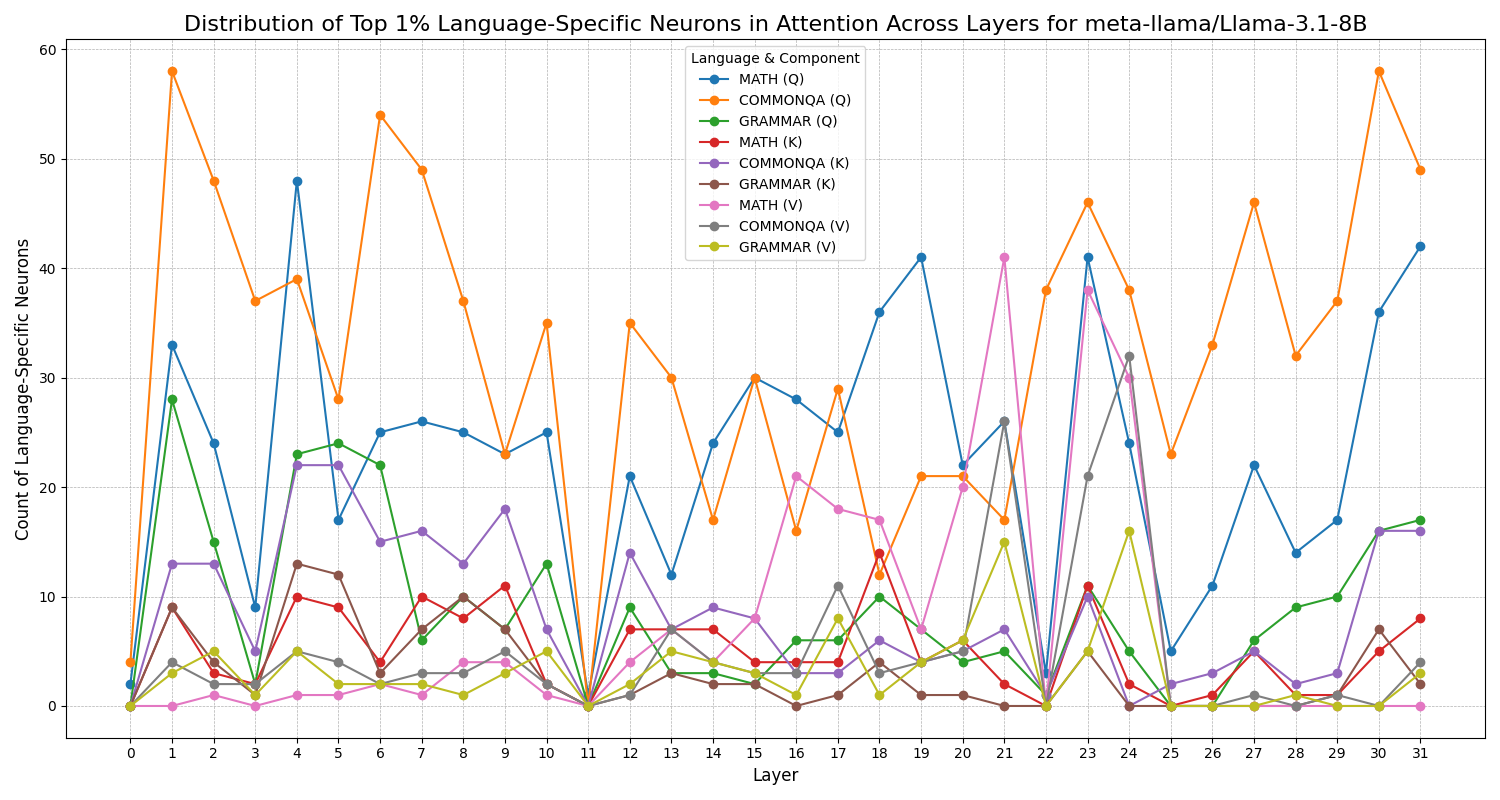 Distribution of Top 1% Language-Specific Neurons in Attention Across Layers for meta-llama/Llama-3.1-8B
Count of Language-Specific Neurons
60
50
40
30
20
10
0
Language & Component
MATH (Q)
COMMONQA (Q)
GRAMMAR (Q)
MATH (K)
COMMONQA (K)
GRAMMAR (K)
MATH (V)
COMMONQA (V)
GRAMMAR (V)
0 1 2 3 4 5 6 7 8 9 10 11 12 13 14 15 16 17 18 19 20 21 22 23 24 25 26 27 28 29 30 31
Layer